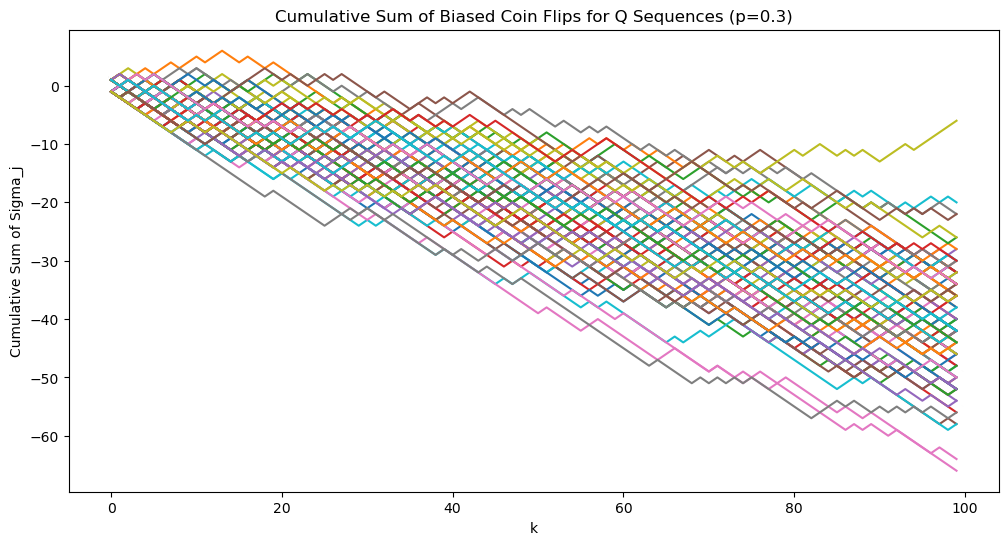 Cumulative Sum of Biased Coin Flips for Q Sequences (p=0.3)
Cumulative Sum of Sigma_j
0
−10
−20
−30
−40
−50
−60
0 20 40 60 80 100
k